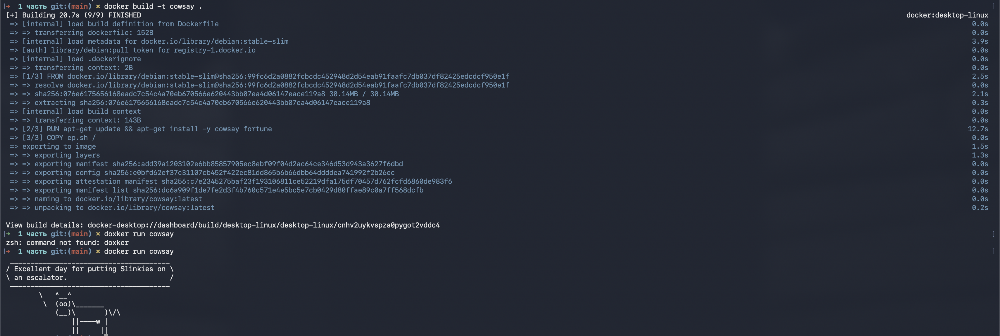 [➜  1 часть git:(main) × docker build -t cowsay . ]
[+] Building 20.7s (9/9) FINISHED docker:desktop-linux
=> [internal] load build definition from Dockerfile 0.0s
=> => transferring dockerfile: 152B 0.0s
=> [internal] load metadata for docker.io/library/debian:stable-slim 3.9s
=> [auth] library/debian:pull token for registry-1.docker.io 0.0s
=> [internal] load .dockerignore 0.0s
=> => transferring context: 2B 0.0s
=> [1/3] FROM docker.io/library/debian:stable-slim@sha256:99fc6d2a0882fcbcdc452948d2d54eab91faafc7db037df82425edcdcf950e1f 2.5s
=> => resolve docker.io/library/debian:stable-slim@sha256:99fc6d2a0882fcbcdc452948d2d54eab91faafc7db037df82425edcdcf950e1f 0.0s
=> => sha256:076e6175656168eadc7c54c4a70eb670566e620443bb07ea4d06147eace119a8 30.14MB / 30.14MB 2.1s
=> => extracting sha256:076e6175656168eadc7c54c4a70eb670566e620443bb07ea4d06147eace119a8 0.3s
=> [internal] load build context 0.0s
=> => transferring context: 143B 0.0s
=> [2/3] RUN apt-get update && apt-get install -y cowsay fortune 12.7s
=> [3/3] COPY ep.sh / 0.0s
=> exporting to image 1.5s
=> => exporting layers 1.3s
=> => exporting manifest sha256:add39a1203102e6bb85857905ec8ebf09f04d2ac64ce346d53d943a3627f6dbd 0.0s
=> => exporting config sha256:e0bfd62ef37c31107cb452f422ec81dd865b6b66dbb64ddddea741992f2b26ec 0.0s
=> => exporting attestation manifest sha256:c7e2345275baf23f193106811ce52219dfa175df70457d762fcfd6860de983f6 0.0s
=> => exporting manifest list sha256:dc6a909f1de7fe2d3f4b760c571e4e5bc5e7cb0429d80ffae89c0a7ff568dcfb 0.0s
=> => naming to docker.io/library/cowsay:latest 0.0s
=> => unpacking to docker.io/library/cowsay:latest 0.2s
View build details: docker-desktop://dashboard/build/desktop-linux/desktop-linux/cnhv2uykvspza0pygot2vddc4
[➜  1 часть git:(main) × doxker run cowsay ]
zsh: command not found: doxker
[➜  1 часть git:(main) × docker run cowsay ]
 _______________________________________
/ Excellent day for putting Slinkies on \
\ an escalator.                         /
 ---------------------------------------
        \   ^__^
         \  (oo)\_______
            (__)\       )\/\
                ||----w |
                ||     ||